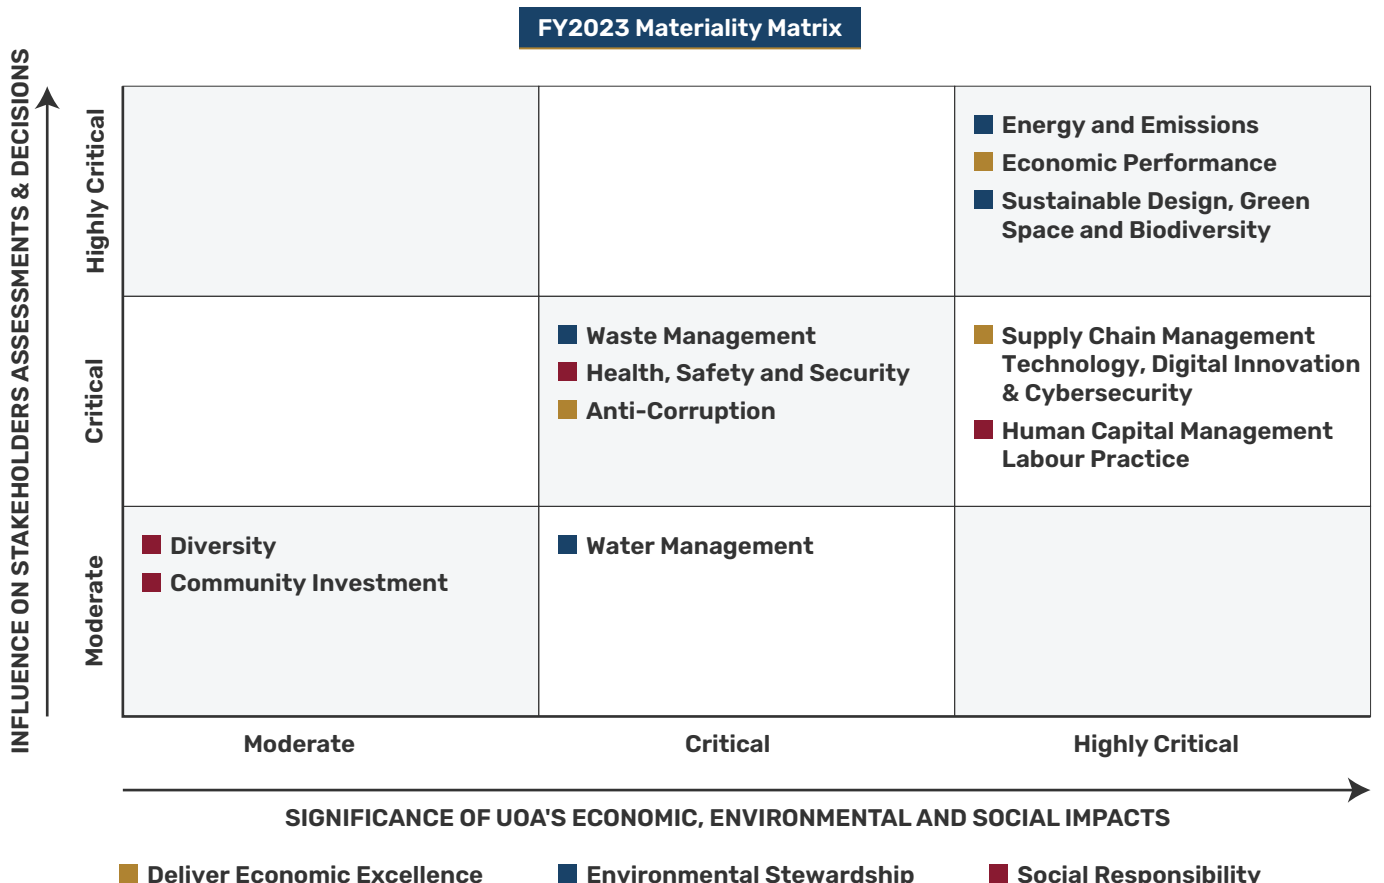 FY2023 Materiality Matrix
INFLUENCE ON STAKEHOLDERS ASSESSMENTS & DECISIONS
Highly Critical
Energy and Emissions
Economic Performance
Sustainable Design, Green
Space and Biodiversity
Critical
Waste Management
Health, Safety and Security
Anti-Corruption
Supply Chain Management
Technology, Digital Innovation
& Cybersecurity
Human Capital Management
Labour Practice
Moderate
Diversity
Community Investment
Water Management
Moderate
Critical
Highly Critical
SIGNIFICANCE OF UOA'S ECONOMIC, ENVIRONMENTAL AND SOCIAL IMPACTS
Deliver Economic Excellence
Environmental Stewardship
Social Responsibility